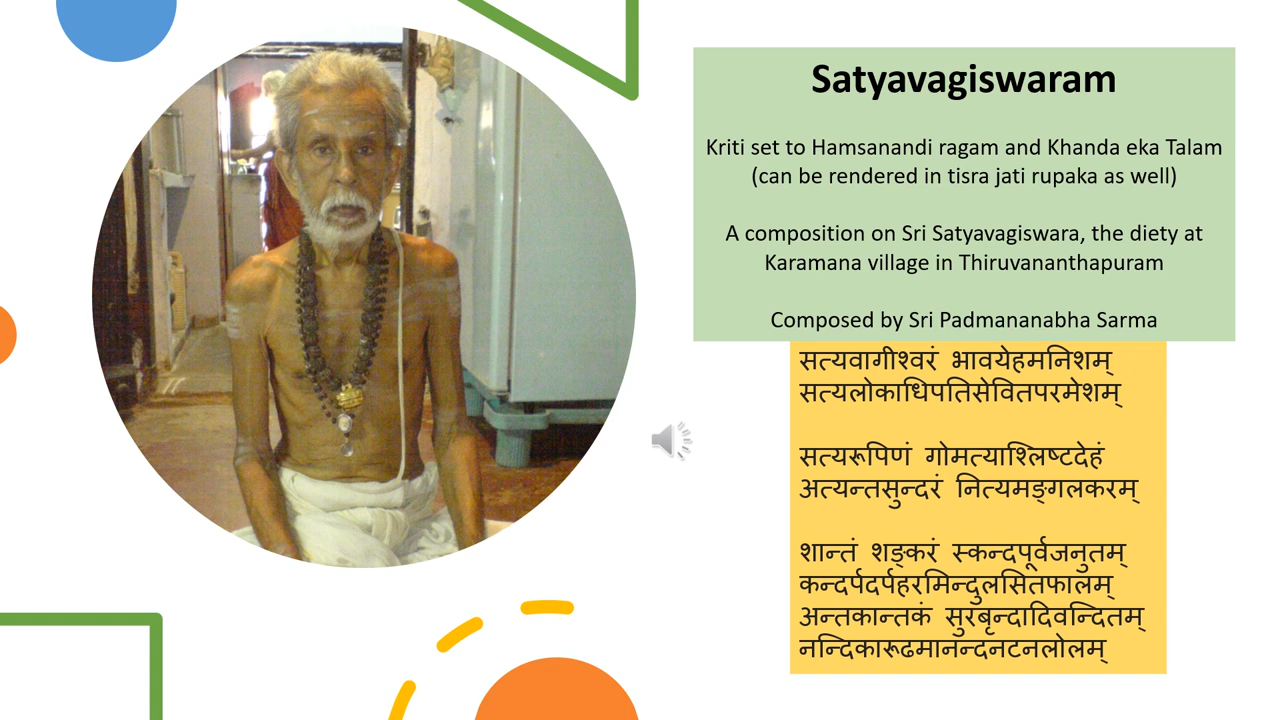 Satyavagiswaram
Kriti set to Hamsanandi ragam and Khanda eka Talam
(can be rendered in tisra jati rupaka as well)
A composition on Sri Satyavagiswara, the diety at
Karamana village in Thiruvananthapuram
Composed by Sri Padmananabha Sarma
सत्यवागीश्वरं भावयेहमनिशम्
सत्यलोकाधिपतिसेवितपरमेशम्
सत्यरूपिणं गोमत्याश्लिष्टदेहं
अत्यन्तसुन्दरं नित्यमङ्गलकरम्
शान्तं शङ्करं स्कन्दपूर्वजनुतम्
कन्दर्पदर्पहरमिन्दुलसितफालम्
अन्तकान्तकं सुरबृन्दादिवन्दितम्
नन्दिकारूढमानन्दनटनलोलम्